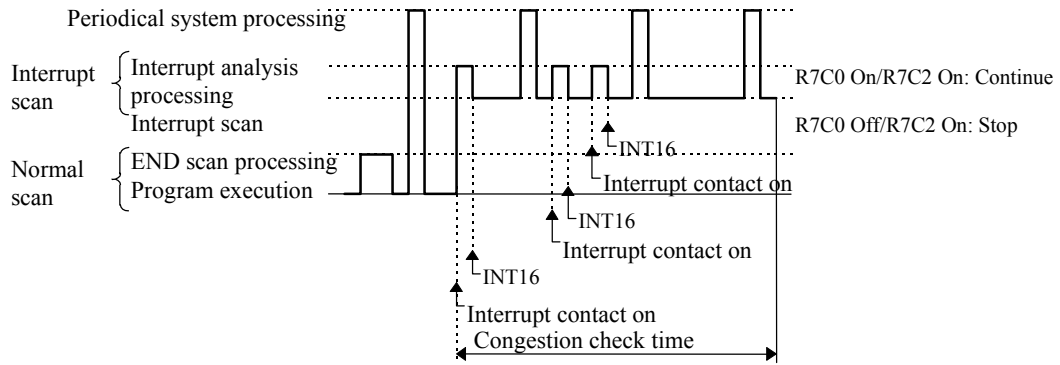 Periodical system processing
Interrupt scan
Interrupt analysis processing
Interrupt scan
R7C0 On/R7C2 On: Continue
R7C0 Off/R7C2 On: Stop
Normal scan
END scan processing
Program execution
INT16
Interrupt contact on
INT16
Interrupt contact on
INT16
Interrupt contact on
Congestion check time